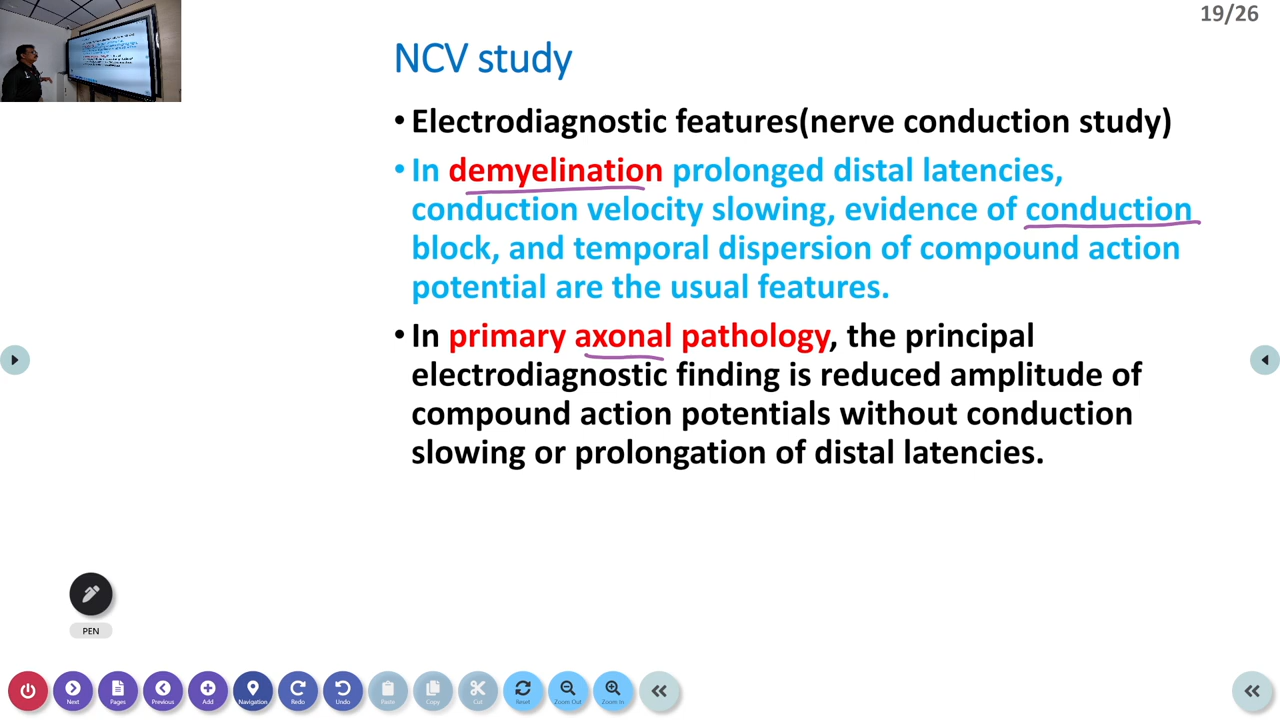 19/26
NCV study
• Electrodiagnostic features(nerve conduction study)
• In demyelination prolonged distal latencies,
conduction velocity slowing, evidence of conduction
block, and temporal dispersion of compound action
potential are the usual features.
• In primary axonal pathology, the principal
electrodiagnostic finding is reduced amplitude of
compound action potentials without conduction
slowing or prolongation of distal latencies.
PEN
Next
Pages
Previous
Add
Navigation
Redo
Undo
Paste
Copy
Cut
Reset
Zoom Out
Zoom In